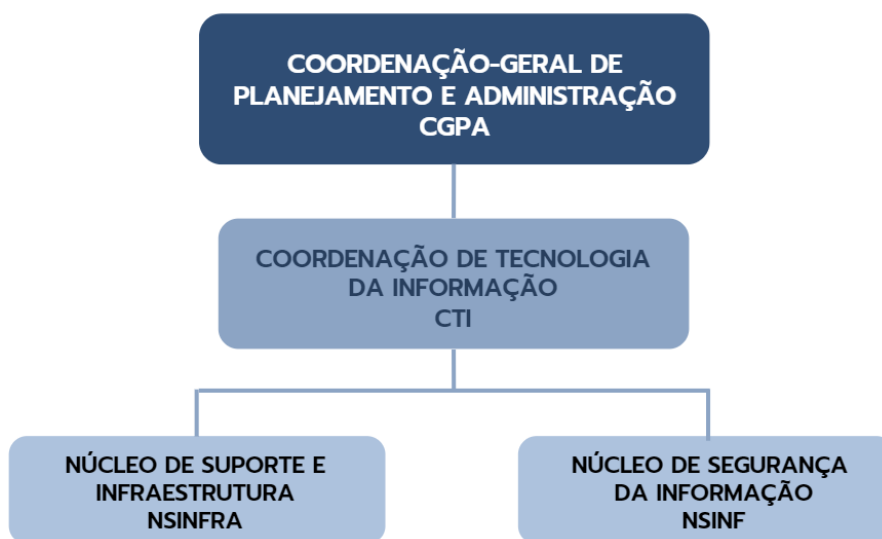 COORDENAÇÃO-GERAL DE
PLANEJAMENTO E ADMINISTRAÇÃO
CGPA
COORDENAÇÃO DE TECNOLOGIA
DA INFORMAÇÃO
CTI
NÚCLEO DE SUPORTE E
INFRAESTRUTURA
NSINFRA
NÚCLEO DE SEGURANÇA
DA INFORMAÇÃO
NSINF